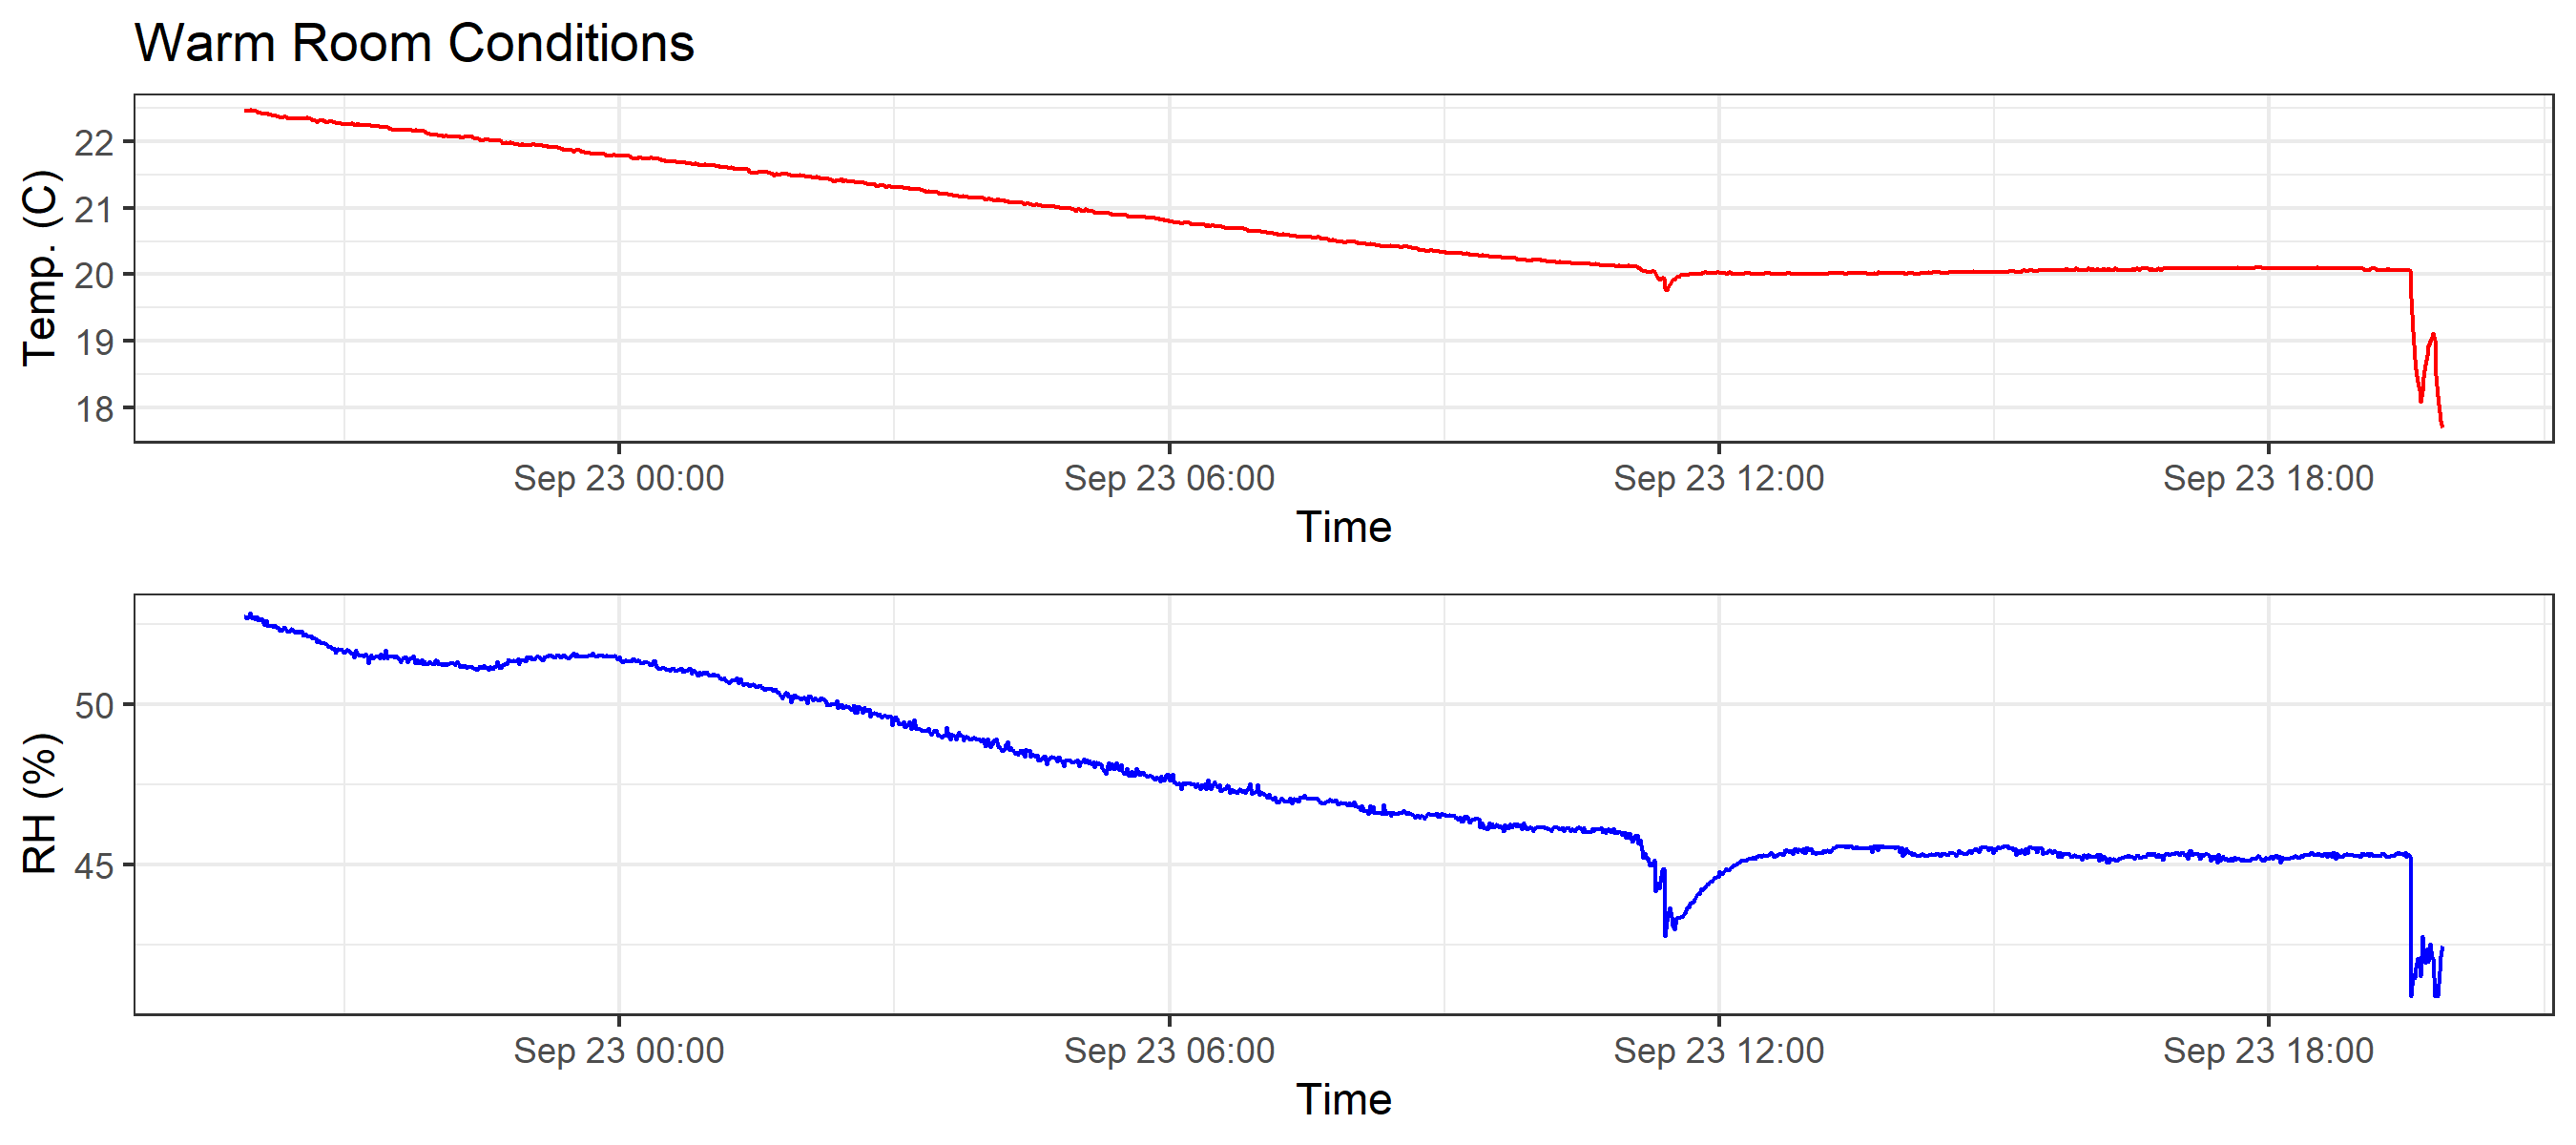 Warm Room Conditions
Temp. (C)
22
21
20
19
18
Sep 23 00:00 Sep 23 06:00 Sep 23 12:00 Sep 23 18:00
Time
RH (%)
50
45
Sep 23 00:00 Sep 23 06:00 Sep 23 12:00 Sep 23 18:00
Time